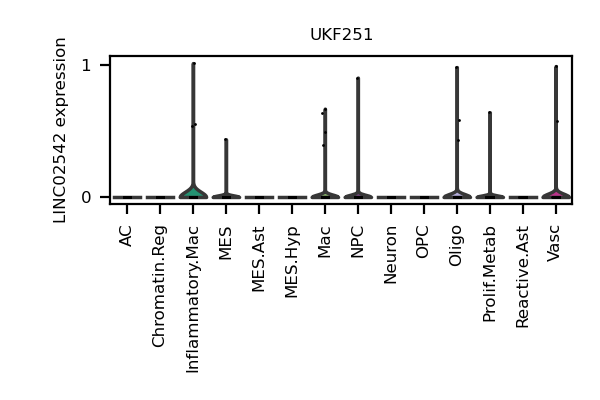 UKF251
LINC02542 expression
1
0
AC
Chromatin.Reg
Inflammatory.Mac
MES
MES.Ast
MES.Hyp
Mac
NPC
Neuron
OPC
Oligo
Prolif.Metab
Reactive.Ast
Vasc